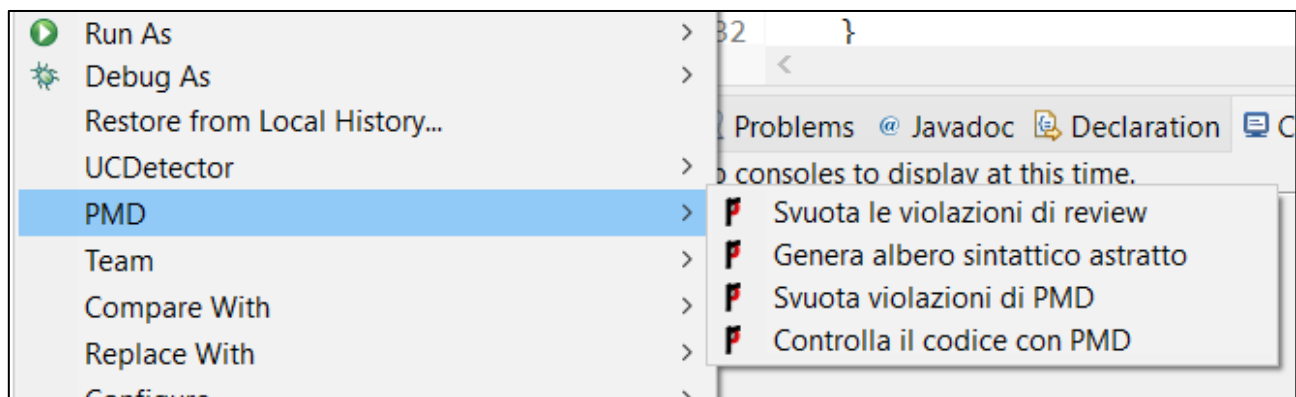 Run As
Debug As
Restore from Local History...
UCDetector
PMD
Team
Compare With
Replace With
32 }
Problems @ Javadoc Declaration
consoles to display at this time.
Svuota le violazioni di review
Genera albero sintattico astratto
Svuota violazioni di PMD
Controlla il codice con PMD